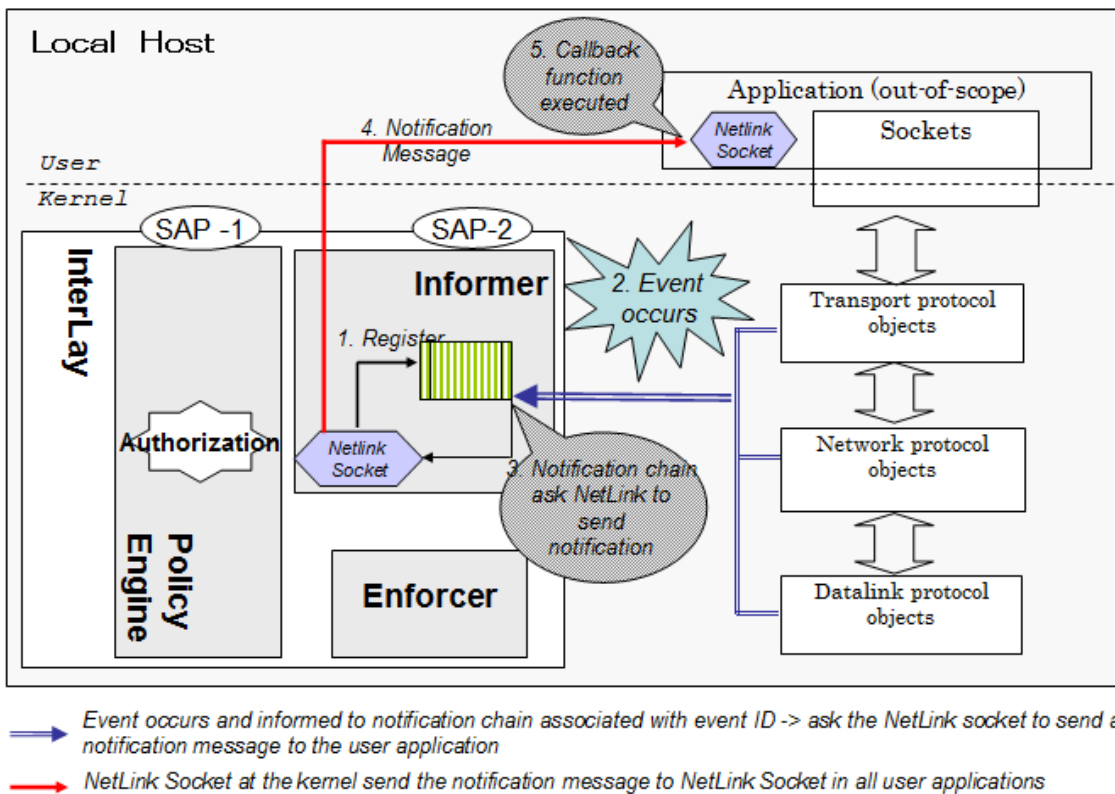 Local Host
5. Callback
function
executed
Application (out-of-scope)
Netlink
Socket
Sockets
4. Notification
Message
User
Kernel
SAP -1
SAP-2
InterLay
Informer
2. Event
occurs
Transport protocol
objects
1. Register
Authorization
Netlink
Socket
3. Notification chain
ask NetLink to
send
notification
Network protocol
objects
Policy
Engine
Enforcer
Datalink protocol
objects
Event occurs and informed to notification chain associated with event ID -> ask the NetLink socket to send a
notification message to the user application
NetLink Socket at the kernel send the notification message to NetLink Socket in all user applications